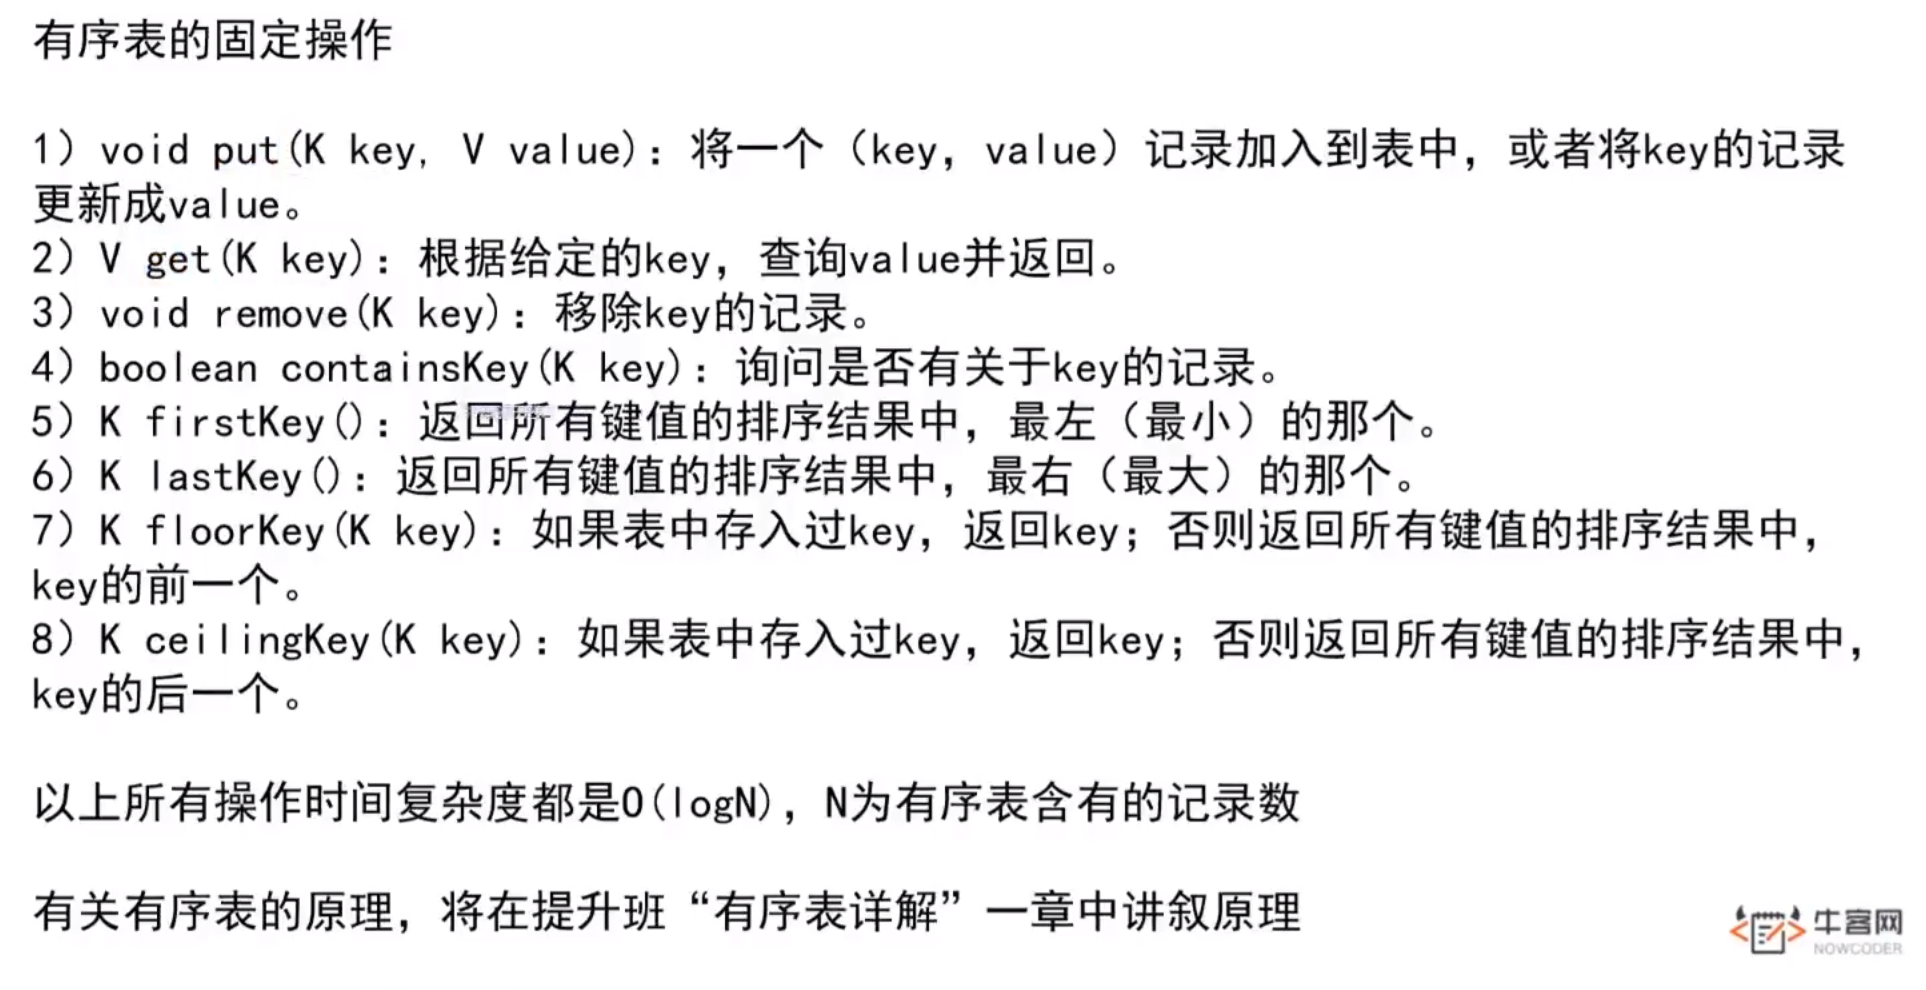 有序表的固定操作
1）void put(K key, V value)：将一个（key，value）记录加入到表中，或者将key的记录
更新成value。
2）V get(K key)：根据给定的key，查询value并返回。
3）void remove(K key)：移除key的记录。
4）boolean containsKey(K key)：询问是否有关于key的记录。
5）K firstKey()：返回所有键值的排序结果中，最左（最小）的那个。
6）K lastKey()：返回所有键值的排序结果中，最右（最大）的那个。
7）K floorKey(K key)：如果表中存入过key，返回key；否则返回所有键值的排序结果中，
key的前一个。
8）K ceilingKey(K key)：如果表中存入过key，返回key；否则返回所有键值的排序结果中，
key的后一个。
以上所有操作时间复杂度都是O(logN)，N为有序表含有的记录数
有关有序表的原理，将在提升班“有序表详解”一章中讲叙原理
牛客网
NOWCODER